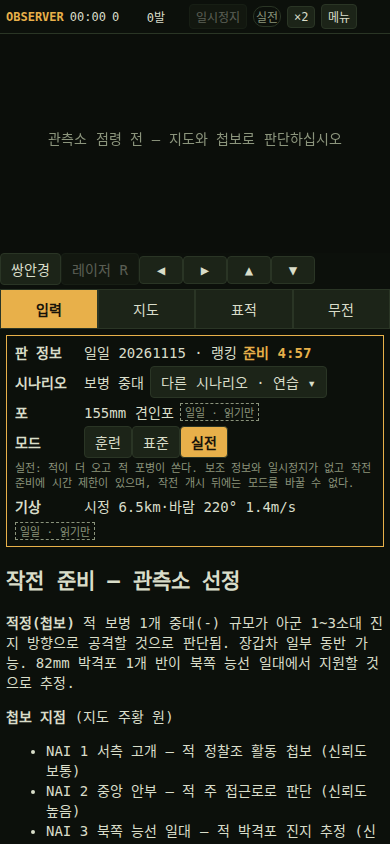 OBSERVER 00:00 0 0발 일시정지 실전 ×2 메뉴
관측소 점령 전 — 지도와 첩보로 판단하십시오
쌍안경 레이저 R ◀ ▶ ▲ ▼
입력 지도 표적 무전
판 정보 일일 20261115 · 랭킹 준비 4:57
시나리오 보병 중대 다른 시나리오 · 연습 ▾
포 155mm 견인포 일일 · 읽기만
모드 훈련 표준 실전
실전: 적이 더 오고 적 포병이 쏜다. 보조 정보와 일시정지가 없고 작전
준비에 시간 제한이 있으며, 작전 개시 뒤에는 모드를 바꿀 수 없다.
기상 시정 6.5km·바람 220° 1.4m/s
일일 · 읽기만
작전 준비 — 관측소 선정
적정(첩보) 적 보병 1개 중대(-) 규모가 아군 1~3소대 진
지 방향으로 공격할 것으로 판단됨. 장갑차 일부 동반 가
능. 82mm 박격포 1개 반이 북쪽 능선 일대에서 지원할 것
으로 추정.
첩보 지점 (지도 주황 원)
• NAI 1 서측 고개 — 적 정찰조 활동 첩보 (신뢰도
보통)
• NAI 2 중앙 안부 — 적 주 접근로로 판단 (신뢰도
높음)
• NAI 3 북쪽 능선 일대 — 적 박격포 진지 추정 (신